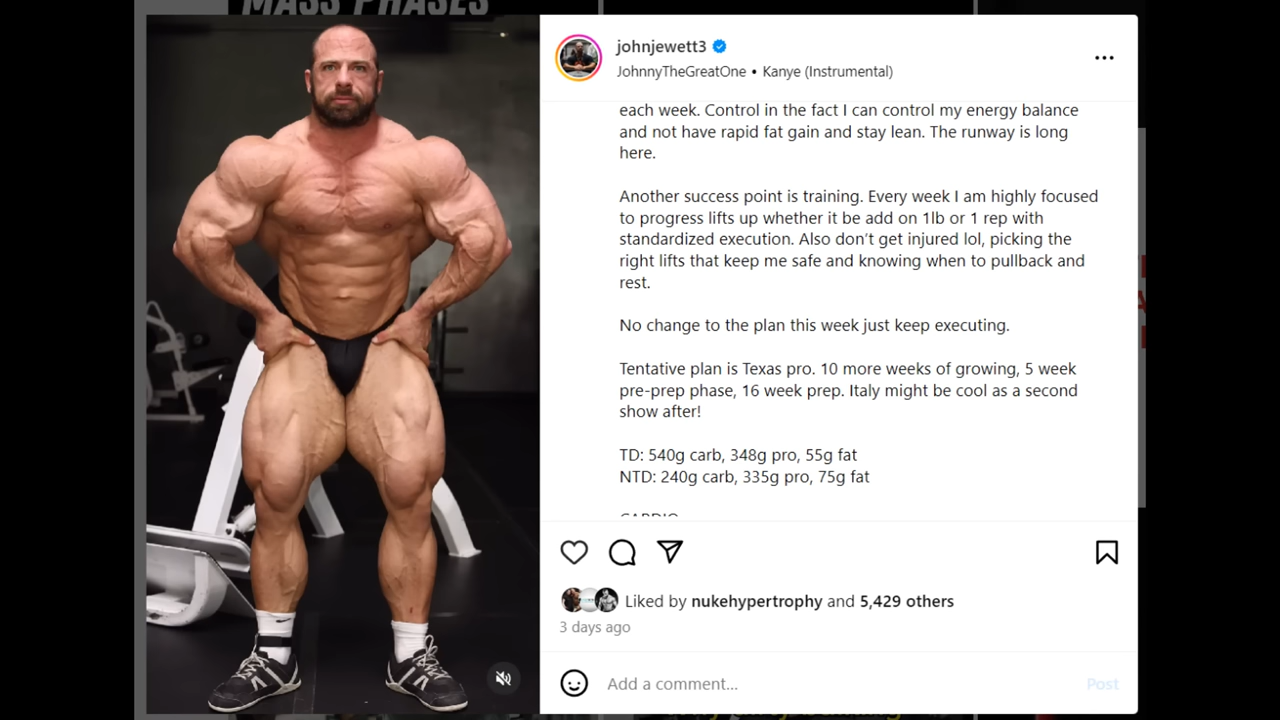 MASS PHASES
johnjewett3
JohnnyTheGreatOne • Kanye (Instrumental)
each week. Control in the fact I can control my energy balance
and not have rapid fat gain and stay lean. The runway is long
here.
Another success point is training. Every week I am highly focused
to progress lifts up whether it be add on 1lb or 1 rep with
standardized execution. Also don’t get injured lol, picking the
right lifts that keep me safe and knowing when to pullback and
rest.
No change to the plan this week just keep executing.
Tentative plan is Texas pro. 10 more weeks of growing, 5 week
pre-prep phase, 16 week prep. Italy might be cool as a second
show after!
TD: 540g carb, 348g pro, 55g fat
NTD: 240g carb, 335g pro, 75g fat
CARDIO
Liked by nukehypertrophy and 5,429 others
3 days ago
Add a comment...
Post